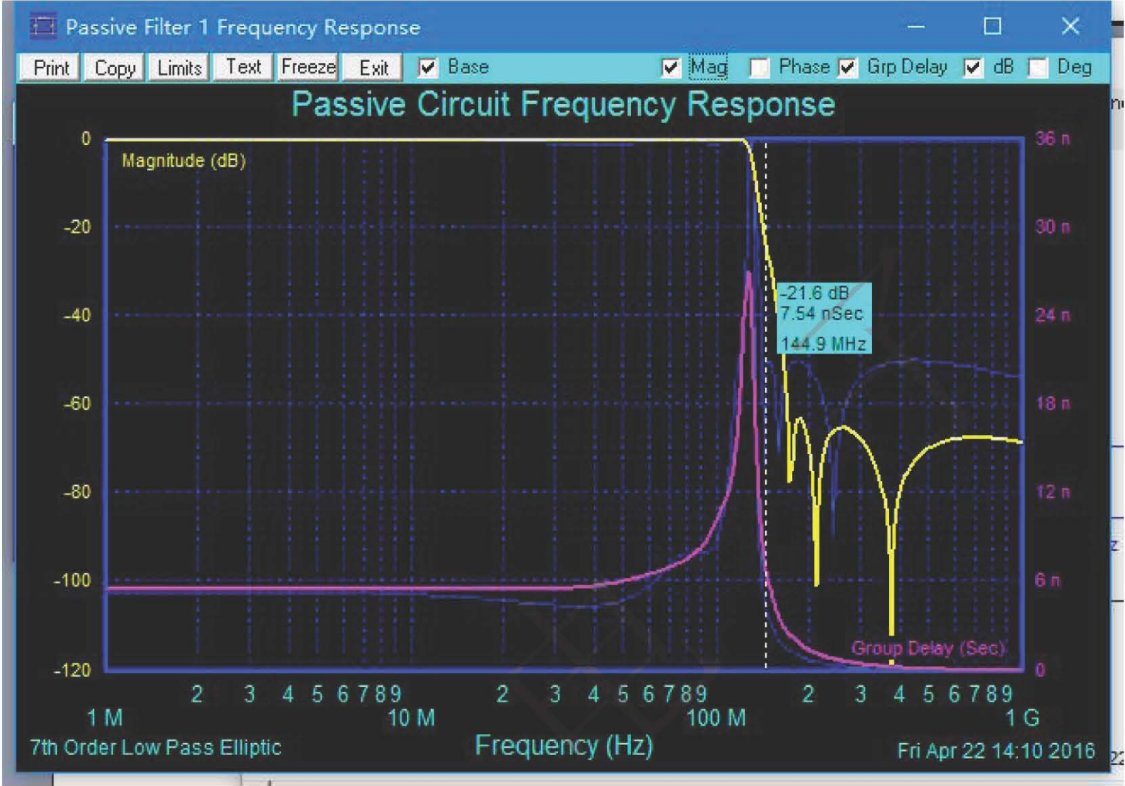 Passive Filter 1 Frequency Response
Print Copy Limits Text Freeze Exit Base Mag Phase Grp Delay dB Deg
Passive Circuit Frequency Response
0 36 n
Magnitude (dB)
-20 30 n
-21.6 dB
7.54 nSec
-40 24 n
144.9 MHz
-60 18 n
-80 12 n
-100 6 n
Group Delay (Sec)
-120 0
2 3 4 5 6 7 8 9 2 3 4 5 6 7 8 9 2 3 4 5 6 7 8 9
1 M 10 M 100 M 1 G
7th Order Low Pass Elliptic Frequency (Hz) Fri Apr 22 14:10 2016